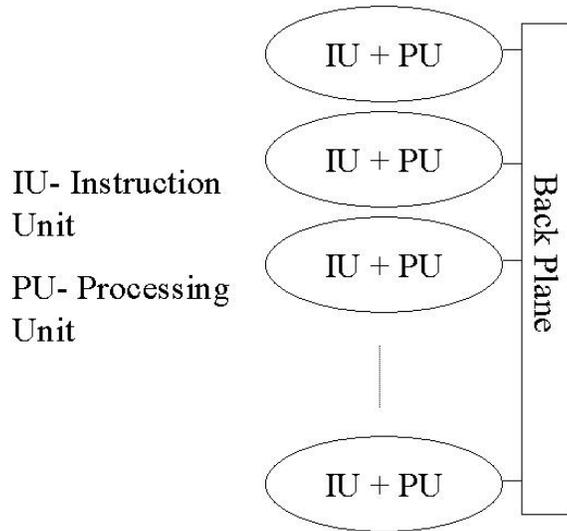 IU + PU
IU + PU
IU- Instruction
Unit
IU + PU
PU- Processing
Unit
Back Plane
IU + PU